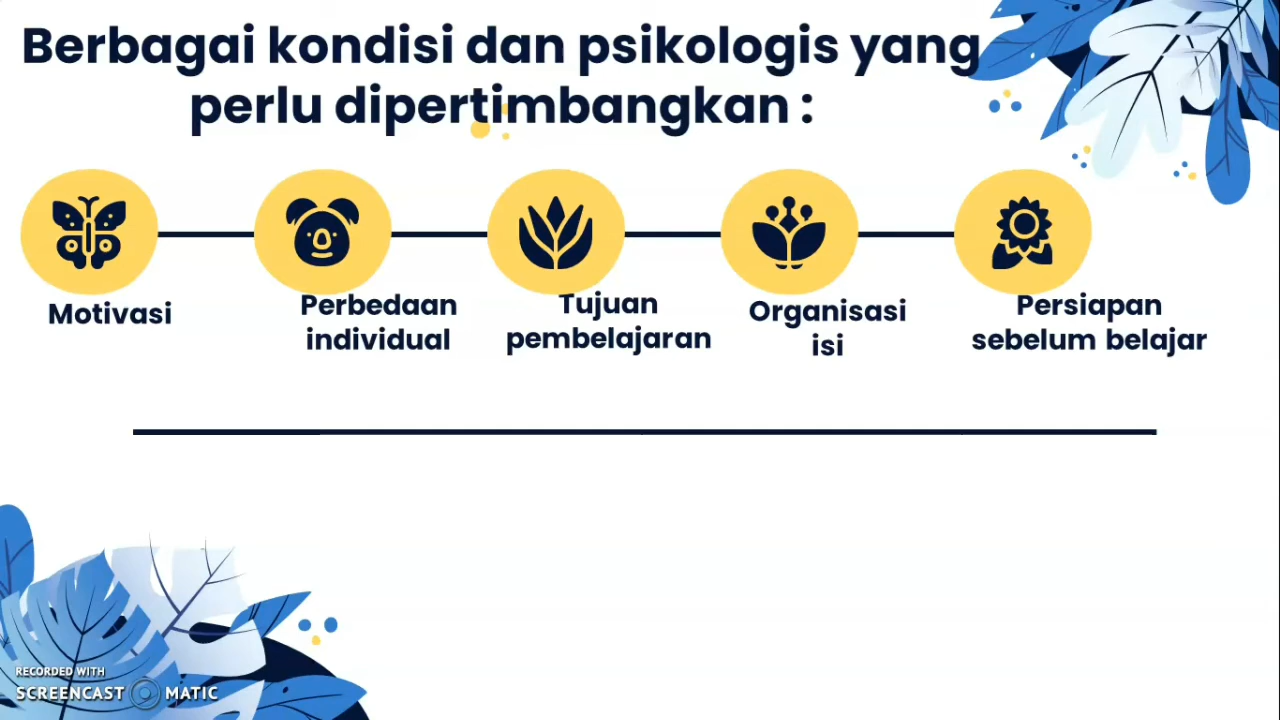 Berbagai kondisi dan psikologis yang
perlu dipertimbangkan :
Motivasi
Perbedaan
individual
Tujuan
pembelajaran
Organisasi
isi
Persiapan
sebelum belajar
RECORDED WITH
SCREENCAST MATIC